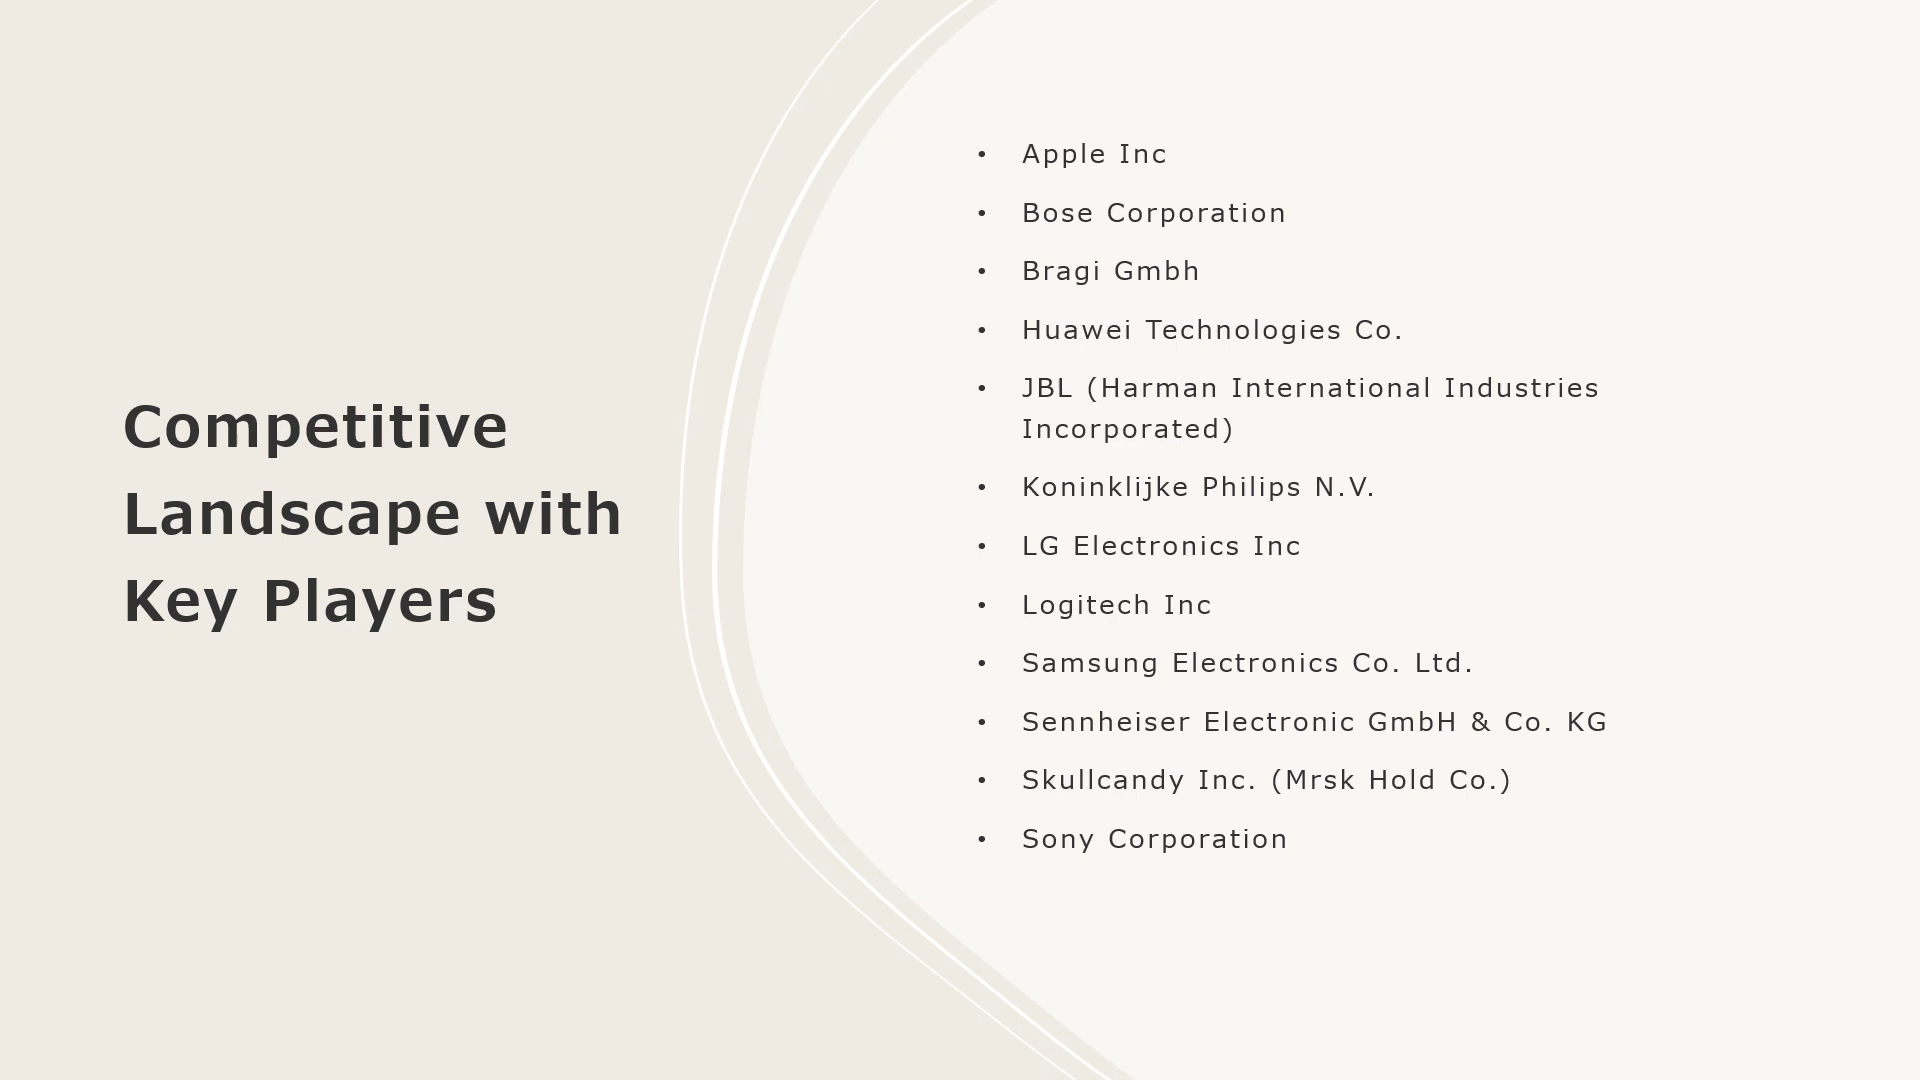 Competitive
Landscape with
Key Players
• Apple Inc
• Bose Corporation
• Bragi Gmbh
• Huawei Technologies Co.
• JBL (Harman International Industries
Incorporated)
• Koninklijke Philips N.V.
• LG Electronics Inc
• Logitech Inc
• Samsung Electronics Co. Ltd.
• Sennheiser Electronic GmbH & Co. KG
• Skullcandy Inc. (Mrsk Hold Co.)
• Sony Corporation